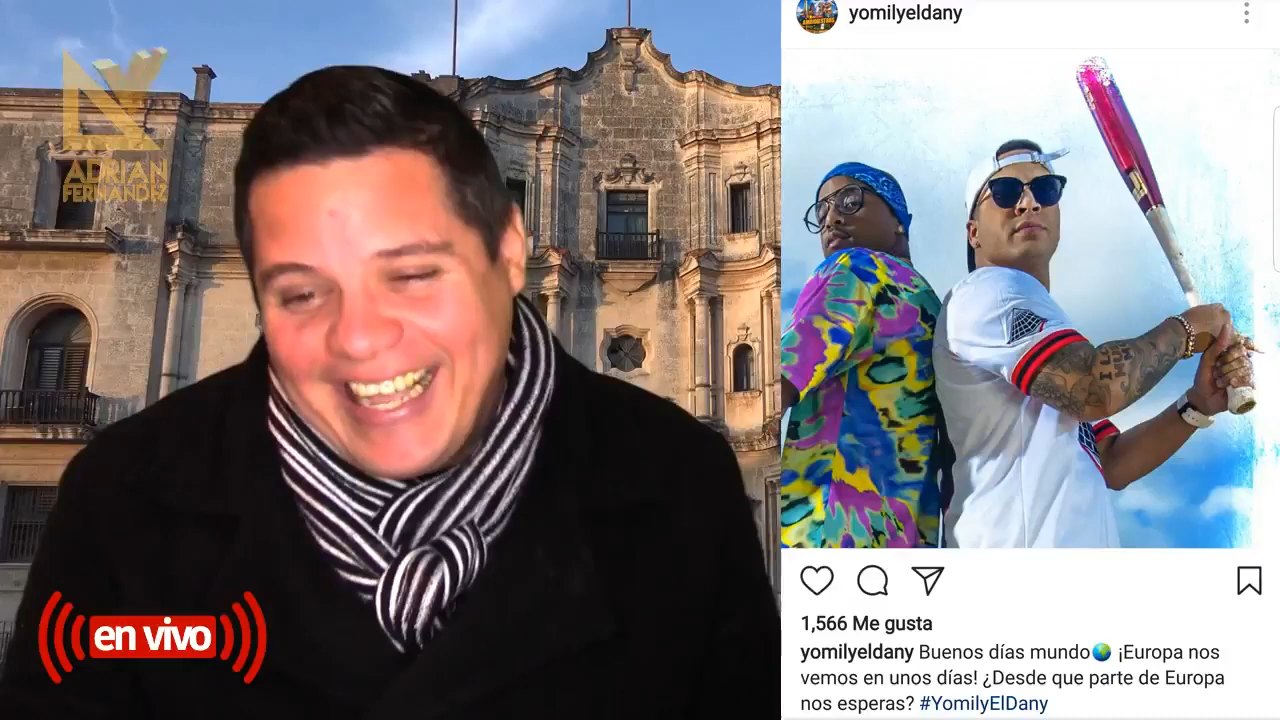 ADRIAN
FERNANDEZ
en vivo
yomilyeldany
1,566 Me gusta
yomilyeldany Buenos días mundo🌍 ¡Europa nos
vemos en unos días! ¿Desde que parte de Europa
nos esperas? #YomilyElDany